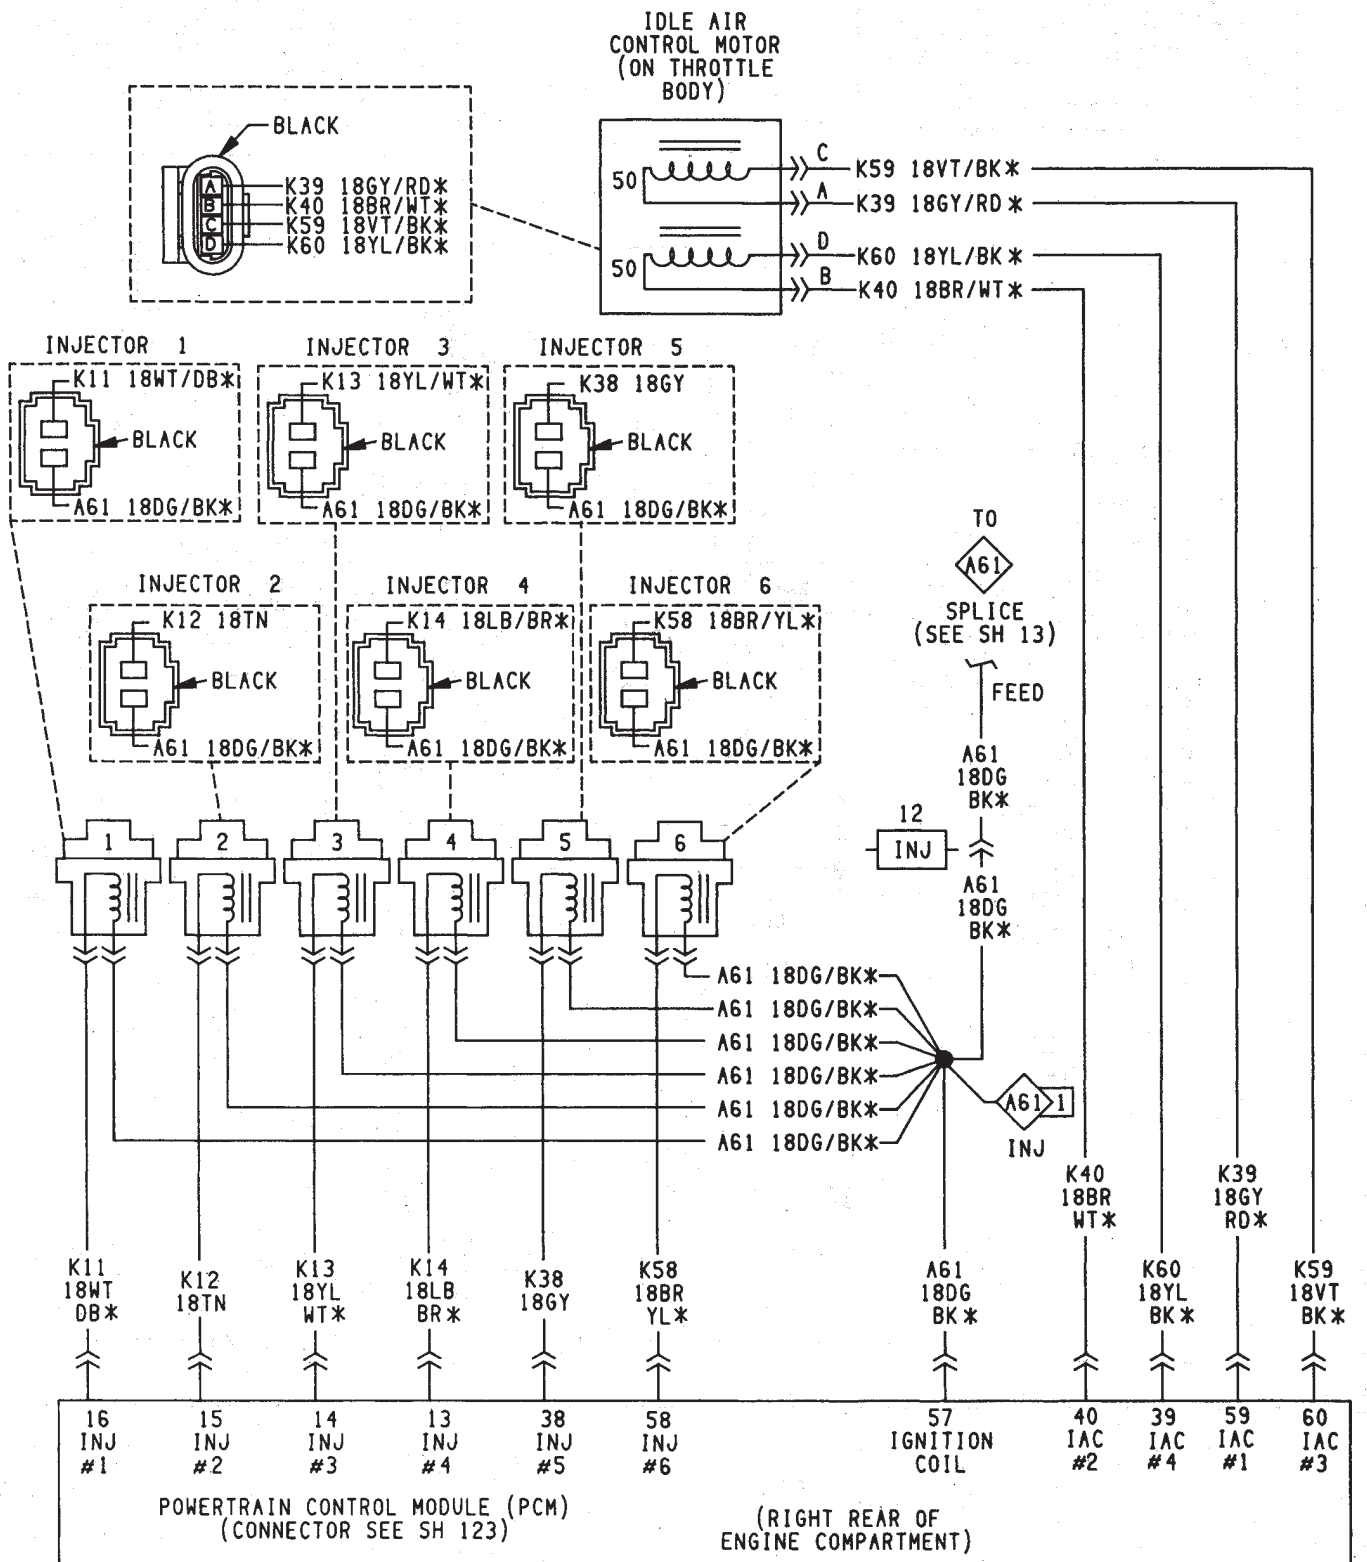 IDLE AIR
CONTROL MOTOR
(ON THROTTLE
BODY)
BLACK
A
K39 18GY/RD*
B
K40 18BR/WT*
C
K59 18VT/BK*
D
K60 18YL/BK*
50
C
K59 18VT/BK*
A
K39 18GY/RD*
50
D
K60 18YL/BK*
B
K40 18BR/WT*
INJECTOR 1
K11 18WT/DB*
BLACK
A61 18DG/BK*
INJECTOR 3
K13 18YL/WT*
BLACK
A61 18DG/BK*
INJECTOR 5
K38 18GY
BLACK
A61 18DG/BK*
INJECTOR 2
K12 18TN
BLACK
A61 18DG/BK*
INJECTOR 4
K14 18LB/BR*
BLACK
A61 18DG/BK*
INJECTOR 6
K58 18BR/YL*
BLACK
A61 18DG/BK*
TO
A61
SPLICE
(SEE SH 13)
FEED
A61
18DG
BK*
12
INJ
A61
18DG
BK*
1
2
3
4
5
6
A61 18DG/BK*
A61 18DG/BK*
A61 18DG/BK*
A61 18DG/BK*
A61 18DG/BK*
A61 18DG/BK*
A61 1
INJ
K40
18BR
WT*
K39
18GY
RD*
K11
18WT
DB*
K12
18TN
K13
18YL
WT*
K14
18LB
BR*
K38
18GY
K58
18BR
YL*
A61
18DG
BK*
K60
18YL
BK*
K59
18VT
BK*
16
INJ
#1
15
INJ
#2
14
INJ
#3
13
INJ
#4
38
INJ
#5
58
INJ
#6
57
IGNITION
COIL
40
IAC
#2
39
IAC
#4
59
IAC
#1
60
IAC
#3
POWERTRAIN CONTROL MODULE (PCM)
(CONNECTOR SEE SH 123)
(RIGHT REAR OF
ENGINE COMPARTMENT)